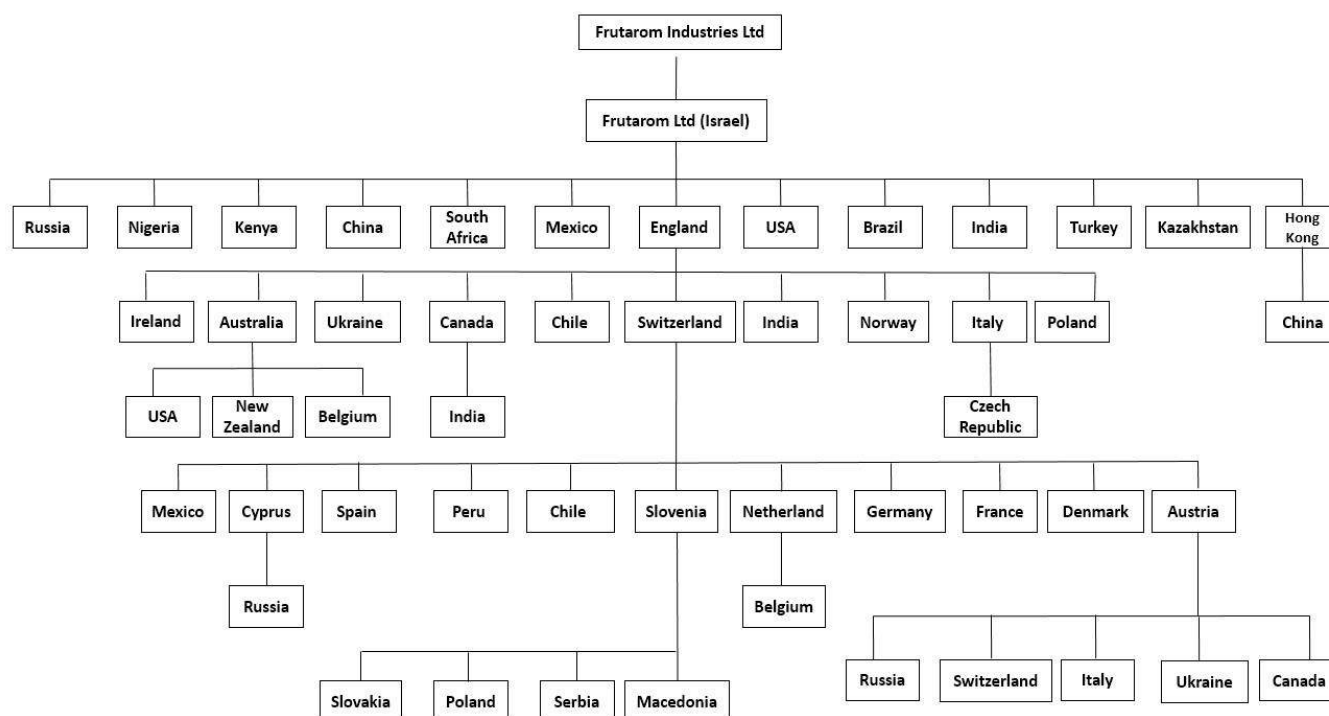 Frutarom Industries Ltd
Frutarom Ltd (Israel)
Russia
Nigeria
Kenya
China
South
Africa
Mexico
England
USA
Brazil
India
Turkey
Kazakhstan
Hong
Kong
Ireland
Australia
Ukraine
Canada
Chile
Switzerland
India
Norway
Italy
Poland
China
USA
New
Zealand
Belgium
India
Czech
Republic
Mexico
Cyprus
Spain
Peru
Chile
Slovenia
Netherland
Germany
France
Denmark
Austria
Russia
Belgium
Russia
Switzerland
Italy
Ukraine
Canada
Slovakia
Poland
Serbia
Macedonia